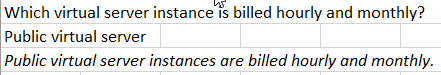 Which virtual server instance is billed hourly and monthly?
Public virtual server
Public virtual server instances are billed hourly and monthly.